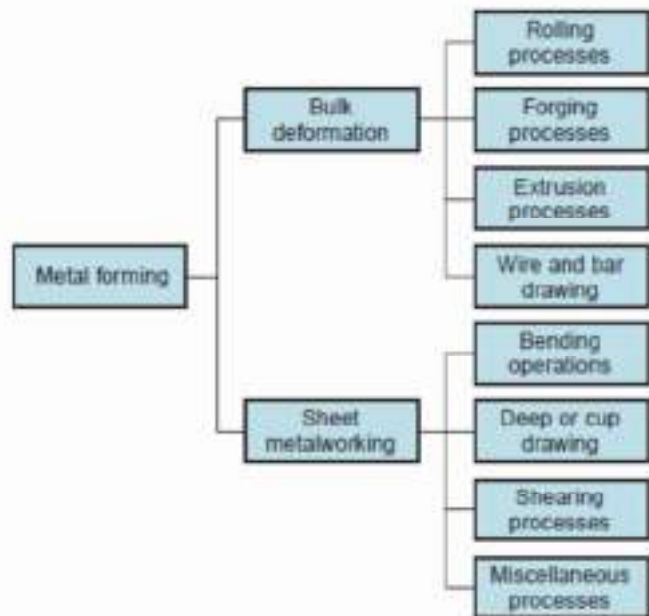 Rolling
processes
Bulk
deformation
Forging
processes
Extrusion
processes
Metal forming
Wire and bar
drawing
Bending
operations
Sheet
metalworking
Deep or cup
drawing
Shearing
processes
Miscellaneous
processes